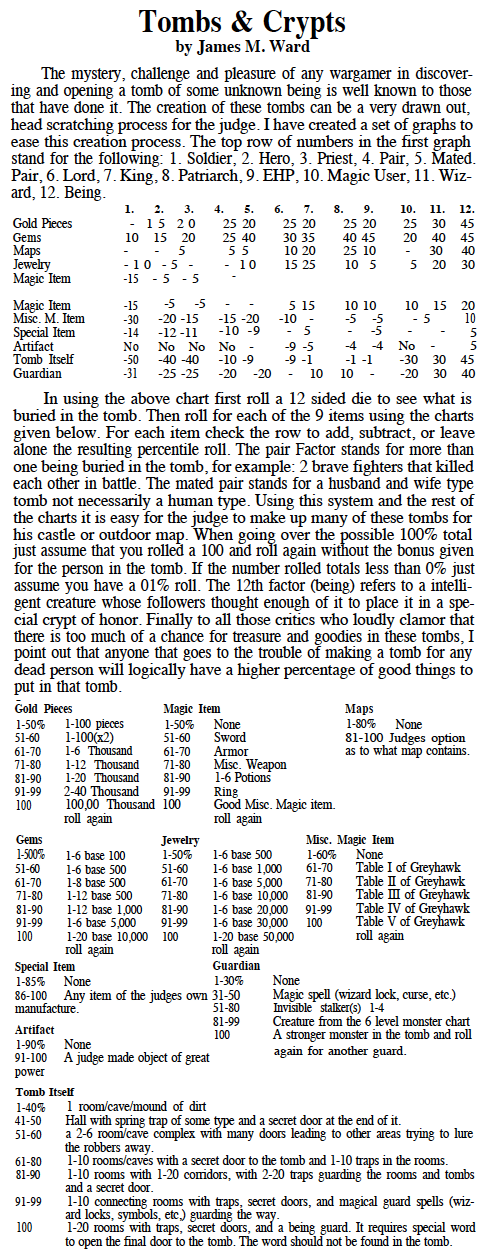 Tombs & Crypts
by James M. Ward
The mystery, challenge and pleasure of any wargamer in discover-
ing and opening a tomb of some unknown being is well known to those
that have done it. The creation of these tombs can be a very drawn out,
head scratching process for the judge. I have created a set of graphs to
ease this creation process. The top row of numbers in the first graph
stand for the following: 1. Soldier, 2. Hero, 3. Priest, 4. Pair, 5. Mated.
Pair, 6. Lord, 7. King, 8. Patriarch, 9. EHP, 10. Magic User, 11. Wiz-
ard, 12. Being.
1. 2. 3. 4. 5. 6. 7. 8. 9. 10. 11. 12.
Gold Pieces - 1 5 2 0 25 20 25 20 25 20 25 30 45
Gems 10 15 20 25 40 30 35 40 45 20 40 45
Maps - - 5 5 5 10 20 25 10 - 30 40
Jewelry - 1 0 - 5 - - 1 0 15 25 10 5 5 20 30
Magic Item -15 - 5 - 5 -
Magic Item -15 -5 -5 - - 5 15 10 10 10 15 20
Misc. M. Item -30 -20 -15 -15 -20 -10 - -5 -5 - 5 10
Special Item -14 -12 -11 -10 -9 - 5 -5 5
Artifact No No No No - -9 -5 -4 -4 No - 5
Tomb Itself -50 -40 -40 -10 -9 -9 -1 -1 -1 -30 30 45
Guardian -31 -25 -25 -20 -20 - 10 10 - -20 30 40
In using the above chart first roll a 12 sided die to see what is
buried in the tomb. Then roll for each of the 9 items using the charts
given below. For each item check the row to add, subtract, or leave
alone the resulting percentile roll. The pair Factor stands for more than
one being buried in the tomb, for example: 2 brave fighters that killed
each other in battle. The mated pair stands for a husband and wife type
tomb not necessarily a human type. Using this system and the rest of
the charts it is easy for the judge to make up many of these tombs for
his castle or outdoor map. When going over the possible 100% total
just assume that you rolled a 100 and roll again without the bonus given
for the person in the tomb. If the number rolled totals less than 0% just
assume you have a 01% roll. The 12th factor (being) refers to a intelli-
gent creature whose followers thought enough of it to place it in a spe-
cial crypt of honor. Finally to all those critics who loudly clamor that
there is too much of a chance for treasure and goodies in these tombs, I
point out that anyone that goes to the trouble of making a tomb for any
dead person will logically have a higher percentage of good things to
put in that tomb.
Gold Pieces Magic Item Maps
1-50% 1-100 pieces 1-50% None 1-80% None
51-60 1-100(x2) 51-60 Sword 81-100 Judges option
61-70 1-6 Thousand 61-70 Armor as to what map contains.
71-80 1-12 Thousand 71-80 Misc. Weapon
81-90 1-20 Thousand 81-90 1-6 Potions
91-99 2-40 Thousand 91-99 Ring
100 100,00 Thousand 100 Good Misc. Magic item.
roll again roll again
Gems Jewelry Misc. Magic Item
1-500% 1-6 base 100 1-50% 1-6 base 500 1-60% None
51-60 1-6 base 500 51-60 1-6 base 1,000 61-70 Table I of Greyhawk
61-70 1-8 base 500 61-70 1-6 base 5,000 71-80 Table II of Greyhawk
71-80 1-12 base 500 71-80 1-6 base 10,000 81-90 Table III of Greyhawk
81-90 1-12 base 1,000 81-90 1-6 base 20,000 91-99 Table IV of Greyhawk
91-99 1-6 base 5,000 91-99 1-6 base 30,000 100 Table V of Greyhawk
100 1-20 base 10,000 100 1-20 base 50,000 roll again
roll again roll again
Special Item Guardian
1-85% None 1-30% None
86-100 Any item of the judges own 31-50 Magic spell (wizard lock, curse, etc.)
manufacture. 51-80 Invisible stalker(s) 1-4
81-99 Creature from the 6 level monster chart
Artifact 100 A stronger monster in the tomb and roll
1-90% None again for another guard.
91-100 A judge made object of great
power
Tomb Itself
1-40% 1 room/cave/mound of dirt
41-50 Hall with spring trap of some type and a secret door at the end of it.
51-60 a 2-6 room/cave complex with many doors leading to other areas trying to lure
the robbers away.
61-80 1-10 rooms/caves with a secret door to the tomb and 1-10 traps in the rooms.
81-90 1-10 rooms with 1-20 corridors, with 2-20 traps guarding the rooms and tombs
and a secret door.
91-99 1-10 connecting rooms with traps, secret doors, and magical guard spells (wiz-
ard locks, symbols, etc,) guarding the way.
100 1-20 rooms with traps, secret doors, and a being guard. It requires special word
to open the final door to the tomb. The word should not be found in the tomb.